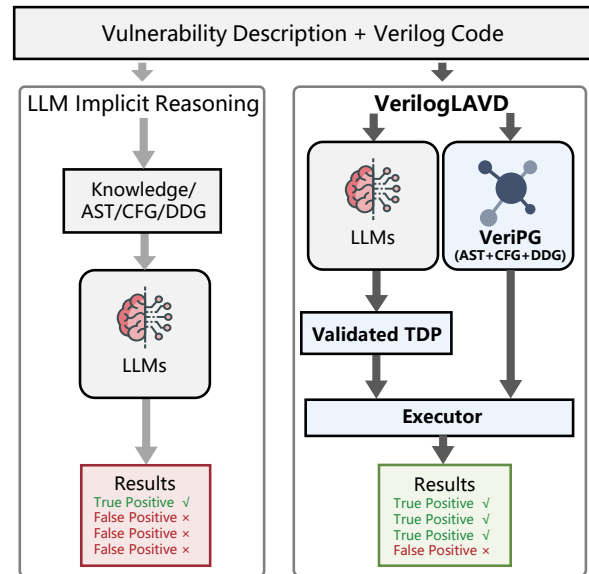 Vulnerability Description + Verilog Code
LLM Implicit Reasoning
Knowledge/
AST/CFG/DDG
LLMs
Results
True Positive √
False Positive ×
False Positive ×
False Positive ×
VerilogLAVD
LLMs
VeriPG
(AST+CFG+DDG)
Validated TDP
Executor
Results
True Positive √
True Positive √
True Positive √
False Positive ×